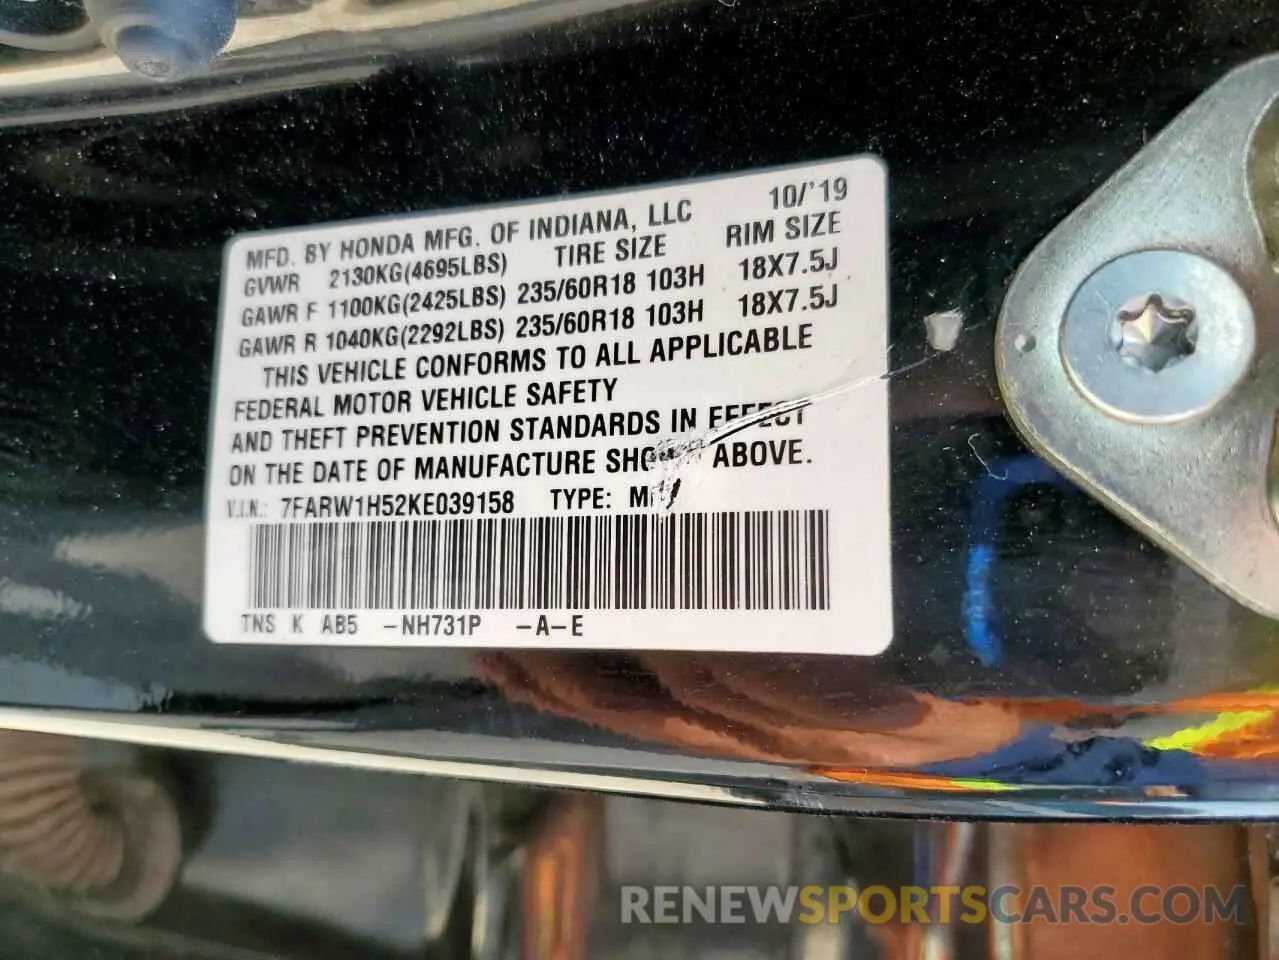 MFD. BY HONDA MFG. OF INDIANA, LLC 10/'19
GVWR 2130KG(4695LBS) TIRE SIZE RIM SIZE
GAWR F 1100KG(2425LBS) 235/60R18 103H 18X7.5J
GAWR R 1040KG(2292LBS) 235/60R18 103H 18X7.5J
THIS VEHICLE CONFORMS TO ALL APPLICABLE
FEDERAL MOTOR VEHICLE SAFETY
AND THEFT PREVENTION STANDARDS IN EFFECT
ON THE DATE OF MANUFACTURE SHOWN ABOVE.
V.I.N.: 7FARW1H52KE039158 TYPE:
TNS K AB5 -NH731P -A-E
RENEWSPORTSCARS.COM